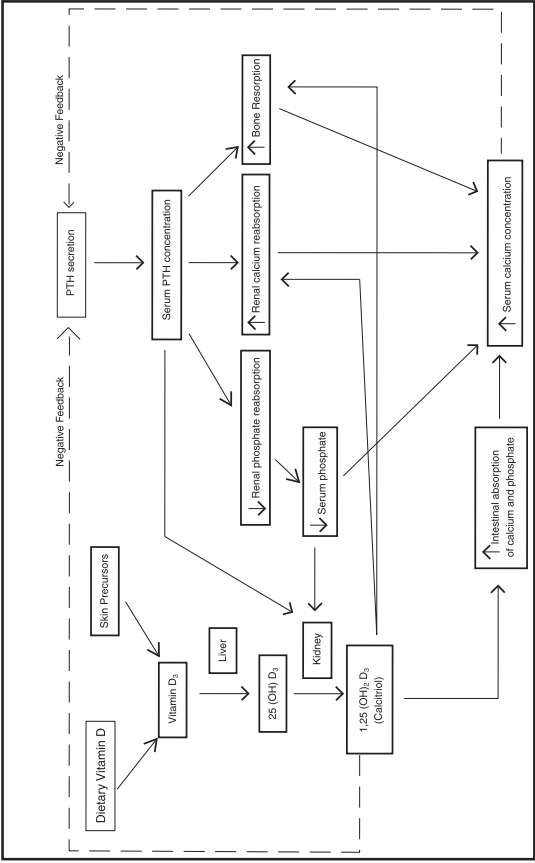 Negative Feedback
Negative Feedback
PTH secretion
Serum PTH concentration
Skin Precursors
Dietary Vitamin D
Vitamin D₃
Liver
25 (OH) D₃
Kidney
1,25 (OH)₂ D₃
(Calcitriol)
↓ Renal phosphate reabsorption
↑ Renal calcium reabsorption
↑ Bone Resorption
↓ Serum phosphate
↑ Intestinal absorption
of calcium and phosphate
↑ Serum calcium concentration